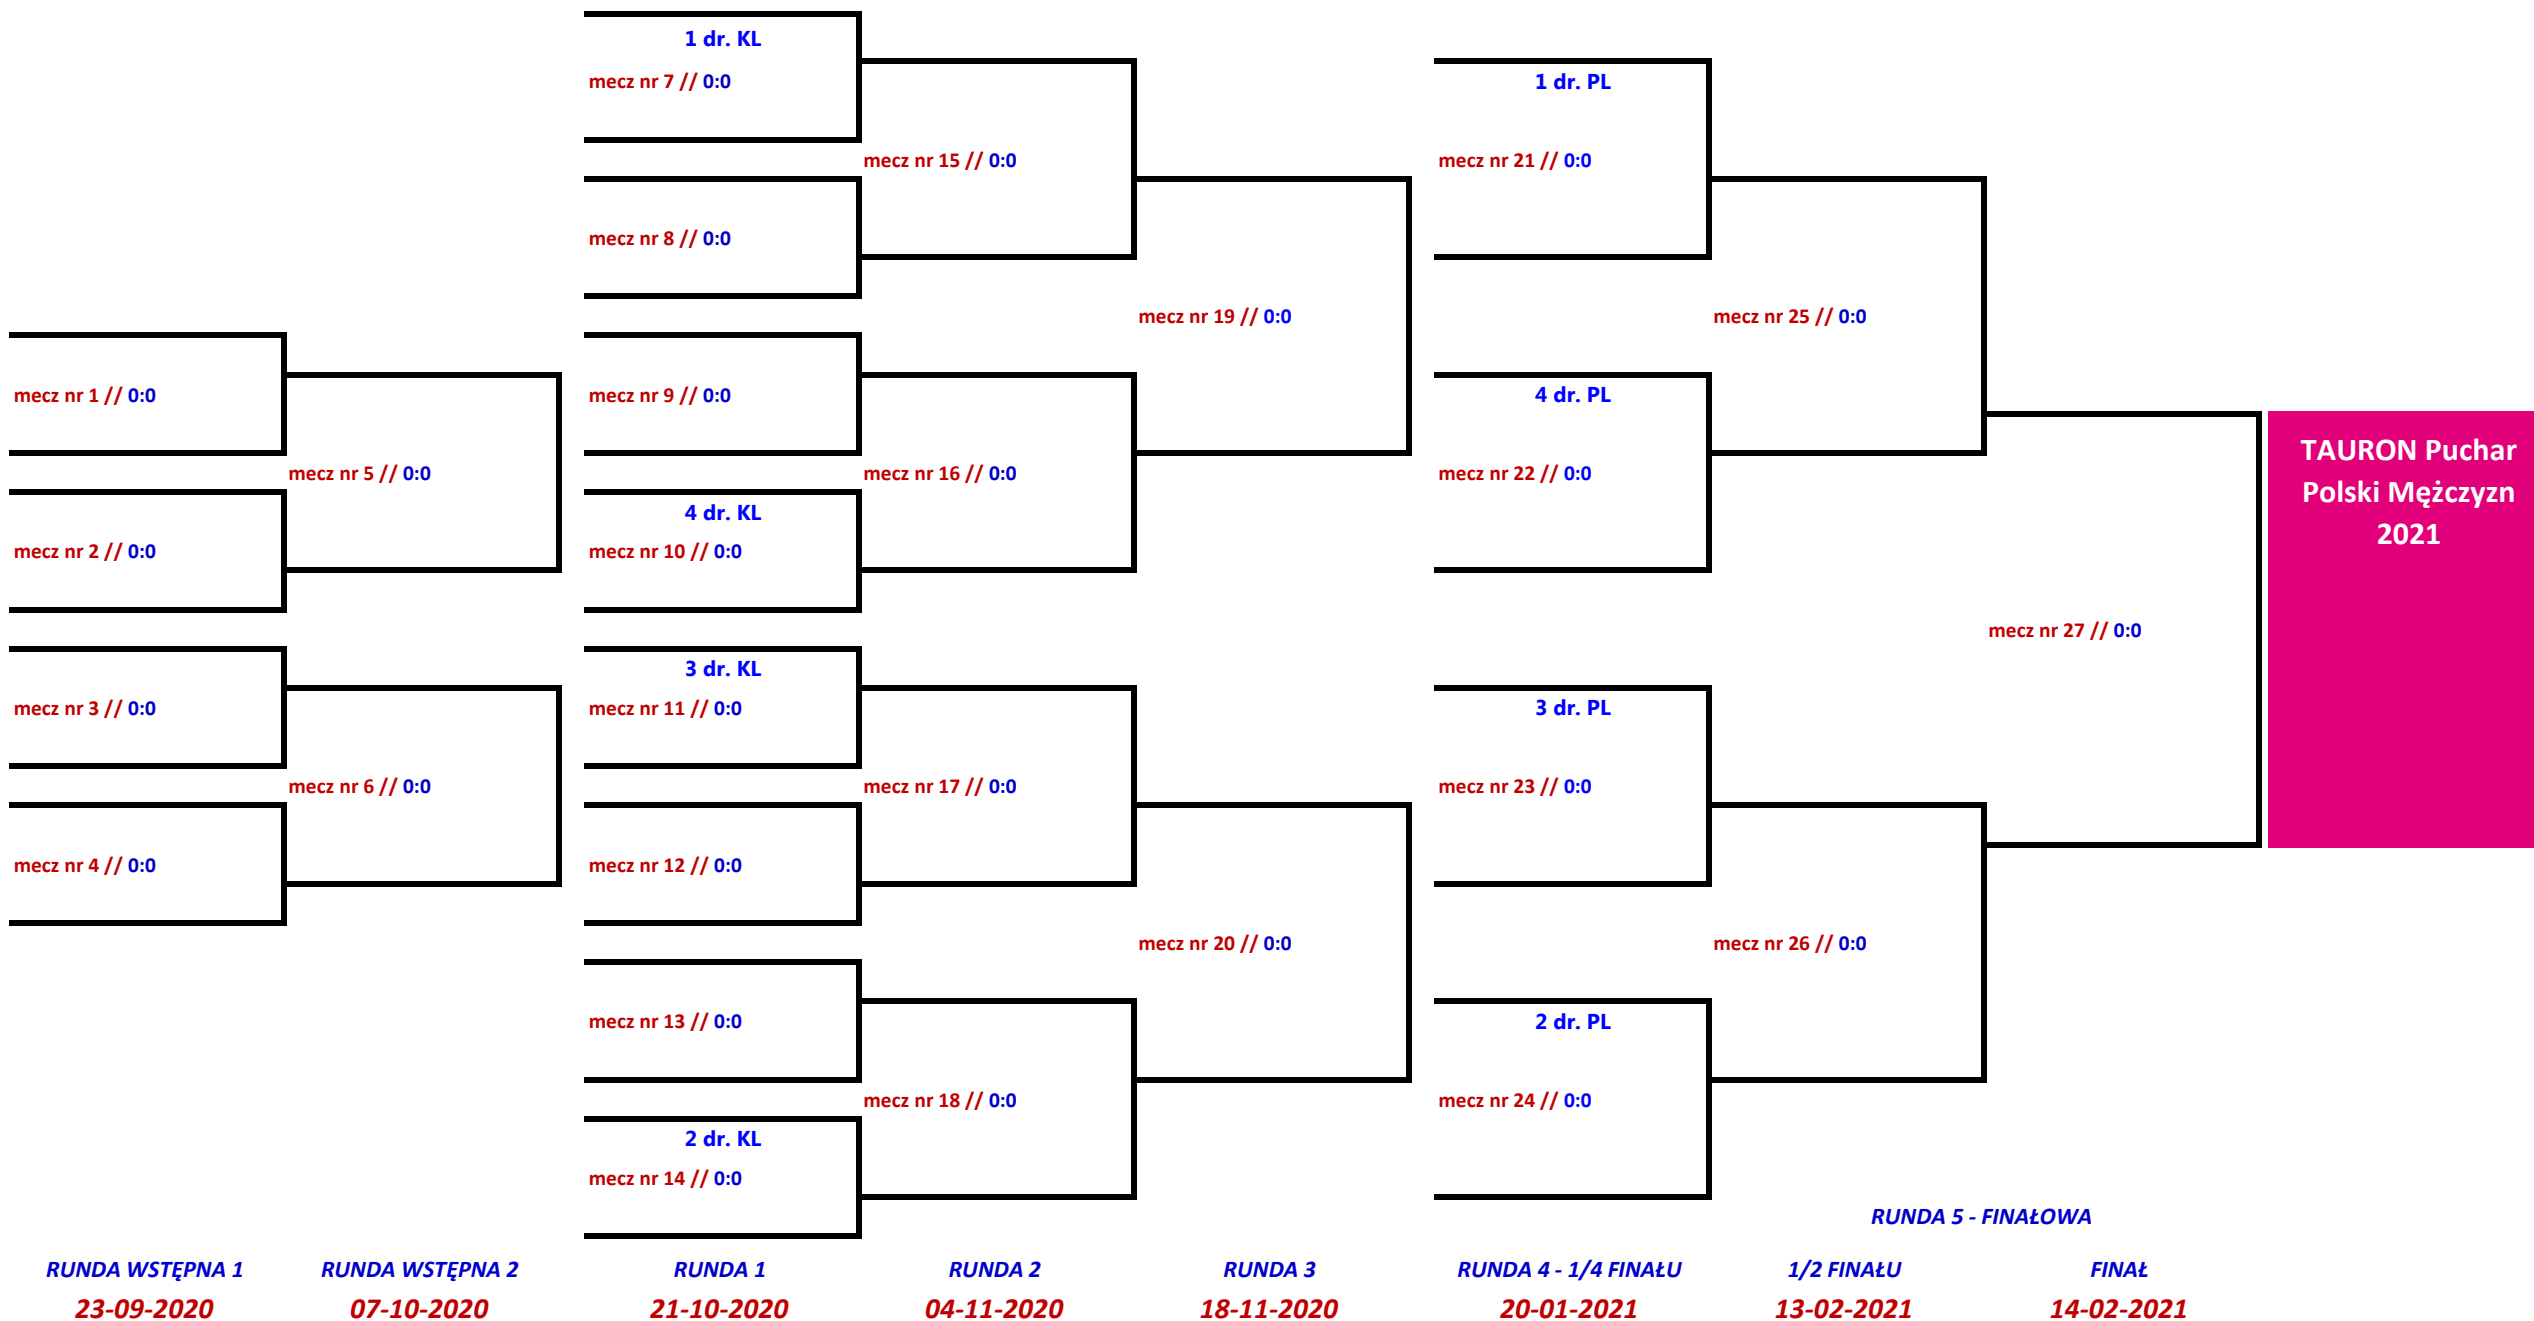 1 dr. KL
mecz nr 7 // 0:0
1 dr. PL
mecz nr 15 // 0:0
mecz nr 21 // 0:0
mecz nr 8 // 0:0
mecz nr 19 // 0:0
mecz nr 25 // 0:0
mecz nr 1 // 0:0
mecz nr 9 // 0:0
4 dr. PL
mecz nr 5 // 0:0
mecz nr 16 // 0:0
mecz nr 22 // 0:0
TAURON Puchar
Polski Mężczyzn
2021
4 dr. KL
mecz nr 2 // 0:0
mecz nr 10 // 0:0
mecz nr 27 // 0:0
3 dr. KL
mecz nr 3 // 0:0
mecz nr 11 // 0:0
3 dr. PL
mecz nr 6 // 0:0
mecz nr 17 // 0:0
mecz nr 23 // 0:0
mecz nr 4 // 0:0
mecz nr 12 // 0:0
mecz nr 20 // 0:0
mecz nr 26 // 0:0
mecz nr 13 // 0:0
2 dr. PL
mecz nr 18 // 0:0
mecz nr 24 // 0:0
2 dr. KL
mecz nr 14 // 0:0
RUNDA 5 - FINAŁOWA
RUNDA WSTĘPNA 1
RUNDA WSTĘPNA 2
RUNDA 1
RUNDA 2
RUNDA 3
RUNDA 4 - 1/4 FINAŁU
1/2 FINAŁU
FINAŁ
23-09-2020
07-10-2020
21-10-2020
04-11-2020
18-11-2020
20-01-2021
13-02-2021
14-02-2021